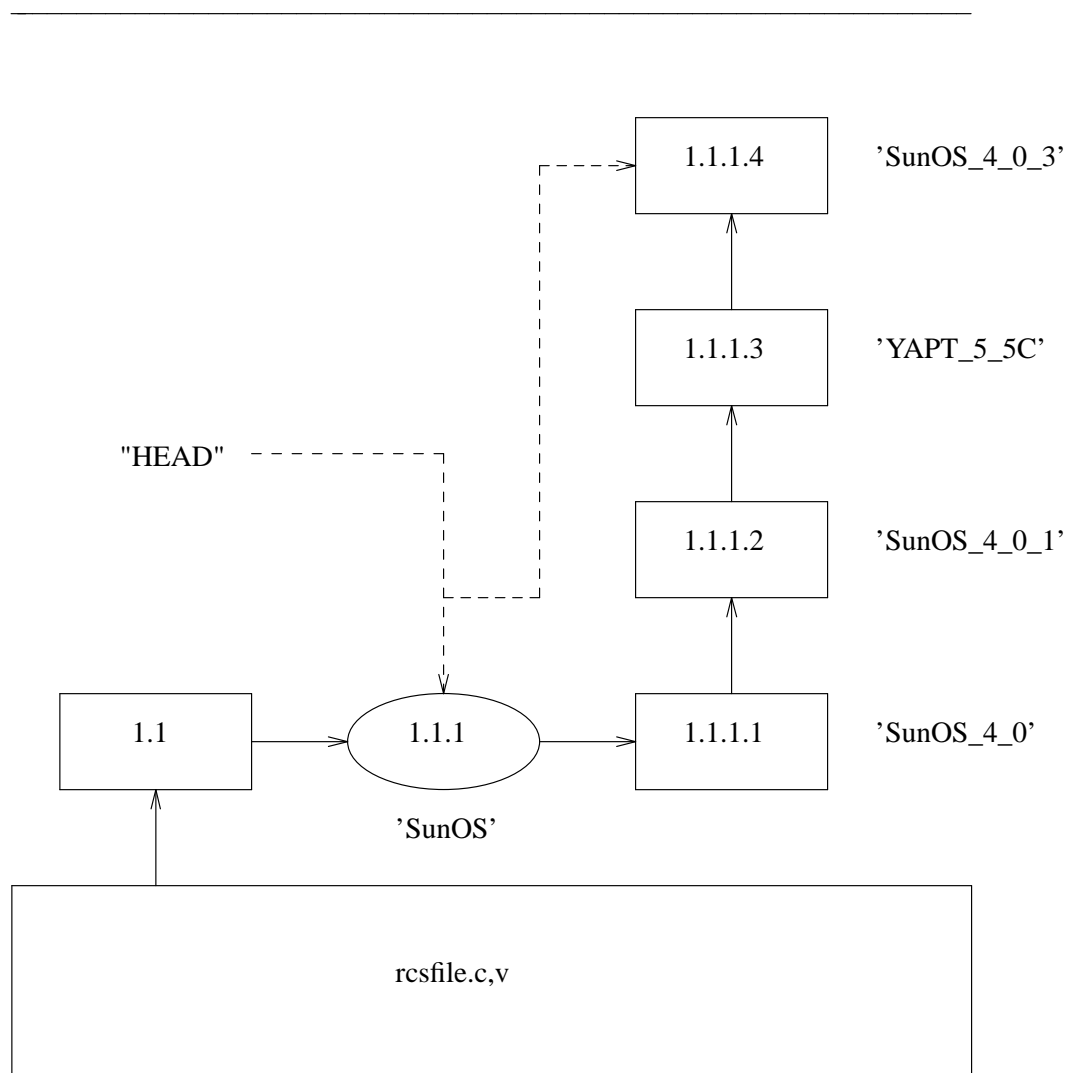 1.1.1.4 ’SunOS_4_0_3’
1.1.1.3 ’YAPT_5_5C’
"HEAD"
1.1.1.2 ’SunOS_4_0_1’
1.1 1.1.1 1.1.1.1 ’SunOS_4_0’
’SunOS’
rcsfile.c,v